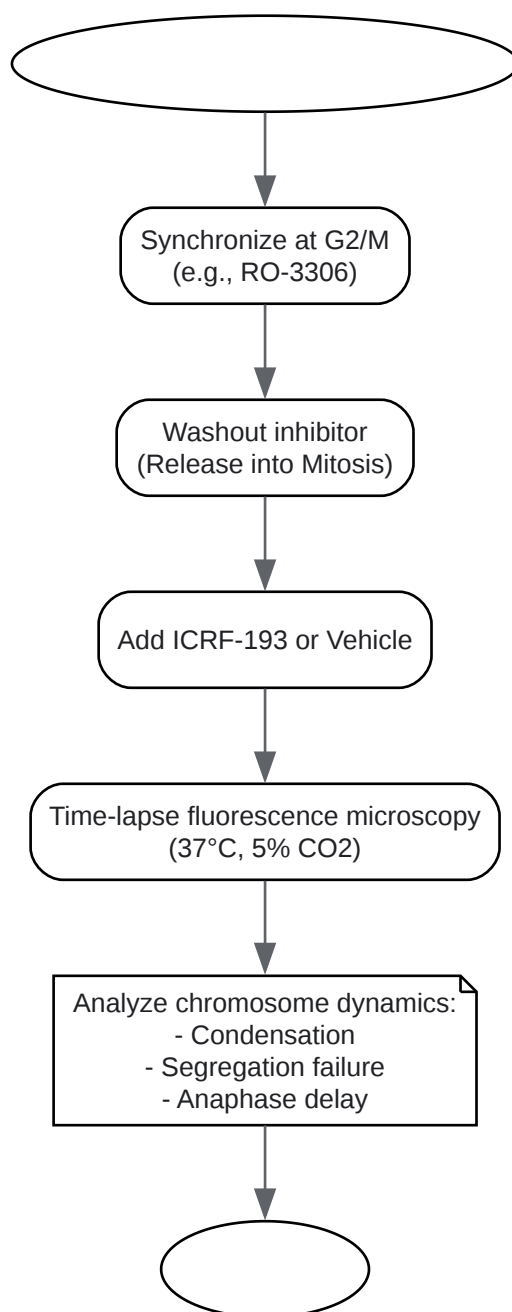 Synchronize at G2/M
(e.g., RO-3306)
Washout inhibitor
(Release into Mitosis)
Add ICRF-193 or Vehicle
Time-lapse fluorescence microscopy
(37°C, 5% CO2)
Analyze chromosome dynamics:
- Condensation
- Segregation failure
- Anaphase delay